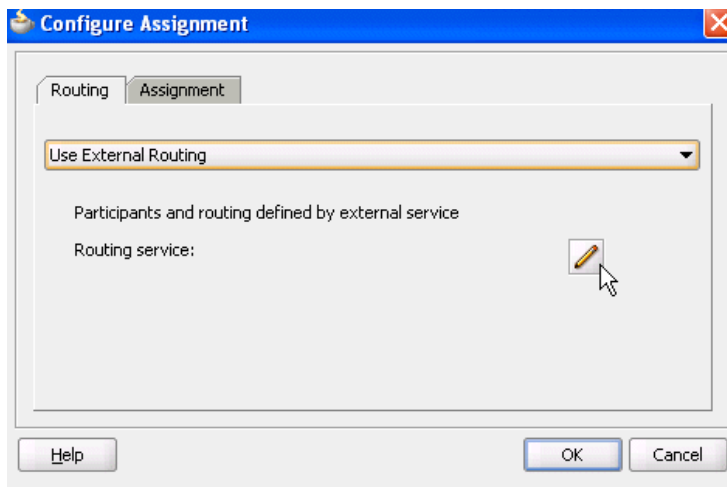 Configure Assignment
Routing
Assignment
Use External Routing
Participants and routing defined by external service
Routing service:
Help
OK
Cancel